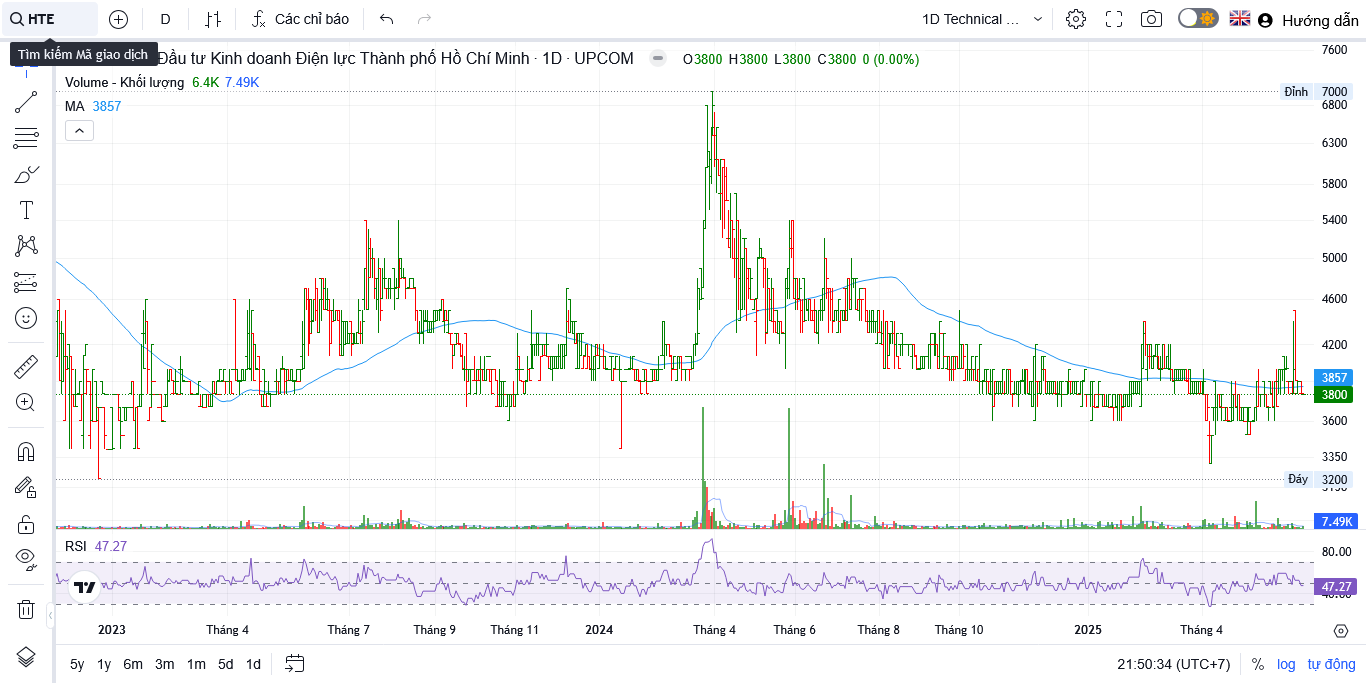 HTE
D
Các chỉ báo
1D Technical ...
Hướng dẫn
Tìm kiếm Mã giao dịch
Đầu tư Kinh doanh Điện lực Thành phố Hồ Chí Minh · 1D · UPCOM
O3800 H3800 L3800 C3800 0 (0.00%)
Volume - Khối lượng 6.4K 7.49K
MA 3857
7600
Đỉnh 7000
6800
6300
5800
5400
5000
4600
4200
3857
3800
3600
3350
Đáy 3200
7.49K
RSI 47.27
80.00
47.27
2023
Tháng 4
Tháng 7
Tháng 9
Tháng 11
2024
Tháng 4
Tháng 6
Tháng 8
Tháng 10
2025
Tháng 4
5y 1y 6m 3m 1m 5d 1d
21:50:34 (UTC+7)
% log tự động